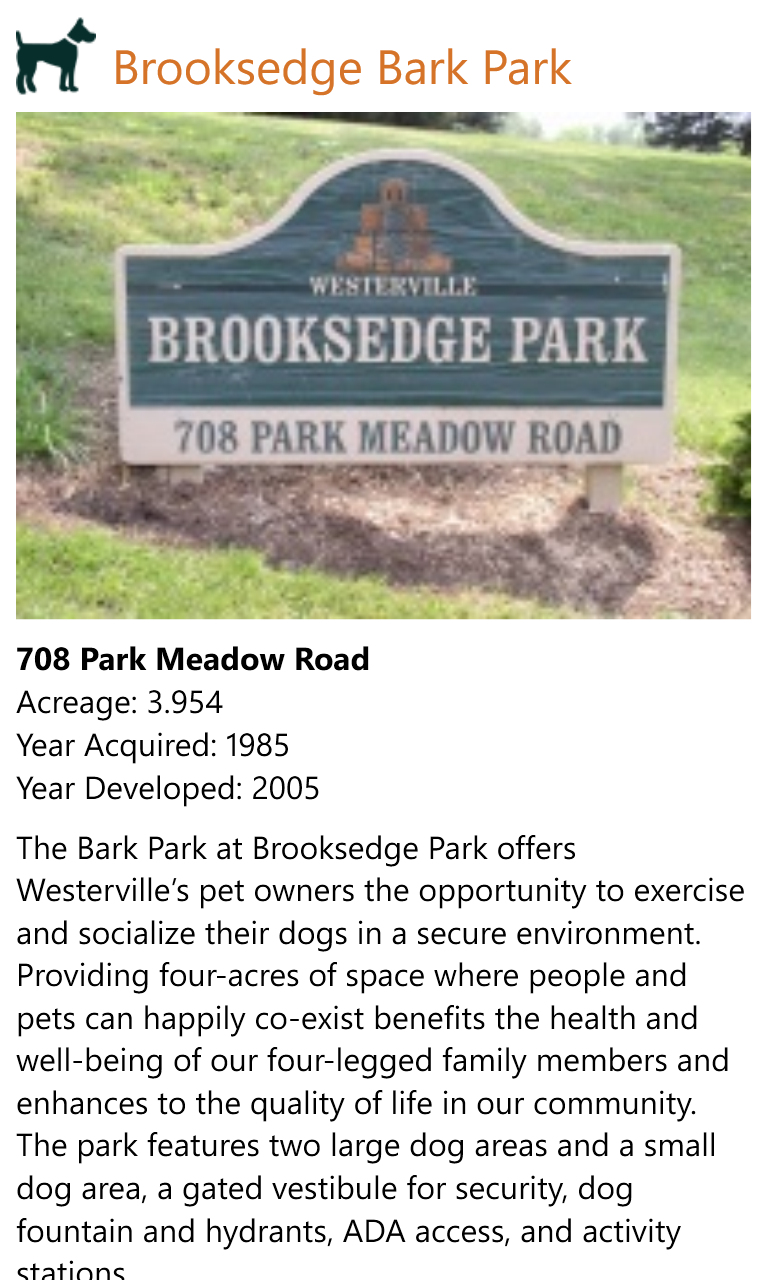 Brooksedge Bark Park
WESTERVILLE
BROOKSEDGE PARK
708 PARK MEADOW ROAD
708 Park Meadow Road
Acreage: 3.954
Year Acquired: 1985
Year Developed: 2005
The Bark Park at Brooksedge Park offers
Westerville’s pet owners the opportunity to exercise
and socialize their dogs in a secure environment.
Providing four-acres of space where people and
pets can happily co-exist benefits the health and
well-being of our four-legged family members and
enhances to the quality of life in our community.
The park features two large dog areas and a small
dog area, a gated vestibule for security, dog
fountain and hydrants, ADA access, and activity
stations.